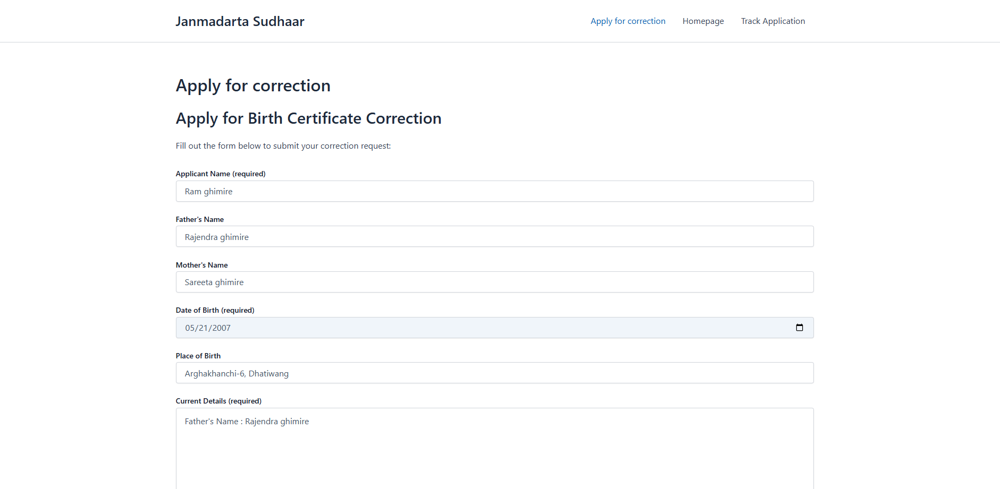 Janmadarta Sudhaar
Apply for correction
Homepage
Track Application
Apply for correction
Apply for Birth Certificate Correction
Fill out the form below to submit your correction request:
Applicant Name (required)
Ram ghimire
Father's Name
Rajendra ghimire
Mother's Name
Sareeta ghimire
Date of Birth (required)
05/21/2007
Place of Birth
Arghakhanchi-6, Dhatiwang
Current Details (required)
Father's Name : Rajendra ghimire